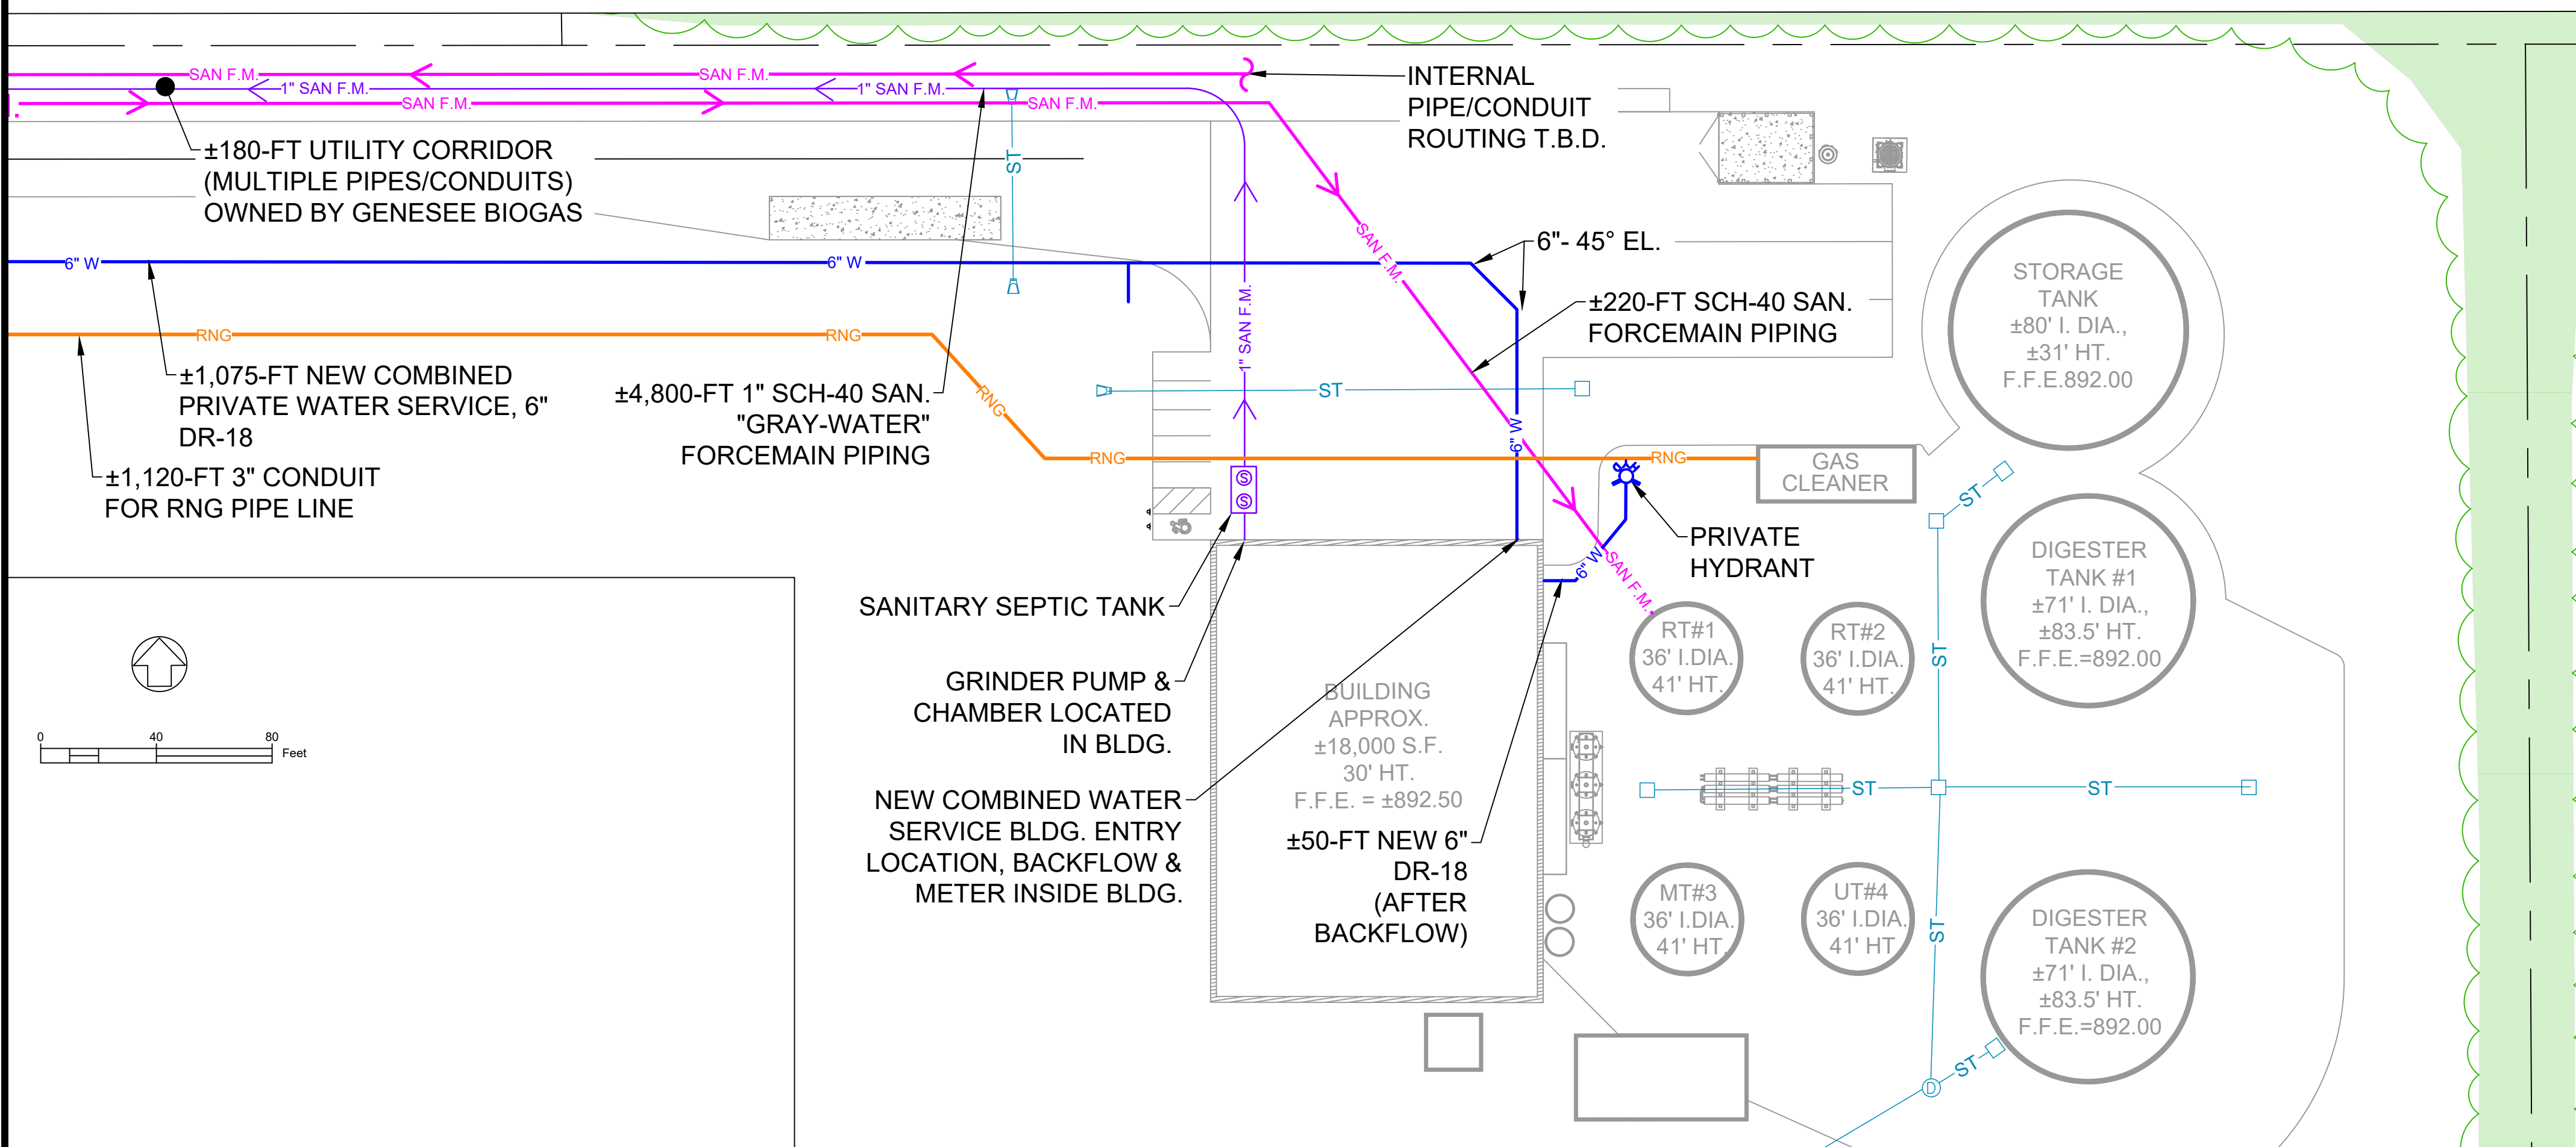 SAN F.M.
SAN F.M.
1" SAN F.M.
1" SAN F.M.
SAN F.M.
SAN F.M.
INTERNAL
PIPE/CONDUIT
ROUTING T.B.D.
±180-FT UTILITY CORRIDOR
(MULTIPLE PIPES/CONDUITS)
OWNED BY GENESEE BIOGAS
ST
SAN F.M.
6"- 45° EL.
6" W
6" W
±220-FT SCH-40 SAN.
FORCEMAIN PIPING
STORAGE
TANK
±80' I. DIA.,
±31' HT.
F.F.E.892.00
1" SAN F.M.
RNG
RNG
RNG
±1,075-FT NEW COMBINED
PRIVATE WATER SERVICE, 6"
DR-18
±4,800-FT 1" SCH-40 SAN.
"GRAY-WATER"
FORCEMAIN PIPING
ST
6" W
RNG
RNG
GAS
CLEANER
±1,120-FT 3" CONDUIT
FOR RNG PIPE LINE
S
S
ST
PRIVATE
HYDRANT
6" W
SAN F.M.
DIGESTER
TANK #1
±71' I. DIA.,
±83.5' HT.
F.F.E.=892.00
SANITARY SEPTIC TANK
GRINDER PUMP &
CHAMBER LOCATED
IN BLDG.
RT#1
36' I.DIA.
41' HT.
RT#2
36' I.DIA.
41' HT.
ST
BUILDING
APPROX.
±18,000 S.F.
30' HT.
F.F.E. = ±892.50
0
40
80
Feet
NEW COMBINED WATER
SERVICE BLDG. ENTRY
LOCATION, BACKFLOW &
METER INSIDE BLDG.
±50-FT NEW 6"
DR-18
(AFTER
BACKFLOW)
ST
ST
MT#3
36' I.DIA.
41' HT.
UT#4
36' I.DIA.
41' HT
ST
DIGESTER
TANK #2
±71' I. DIA.,
±83.5' HT.
F.F.E.=892.00
ST
D